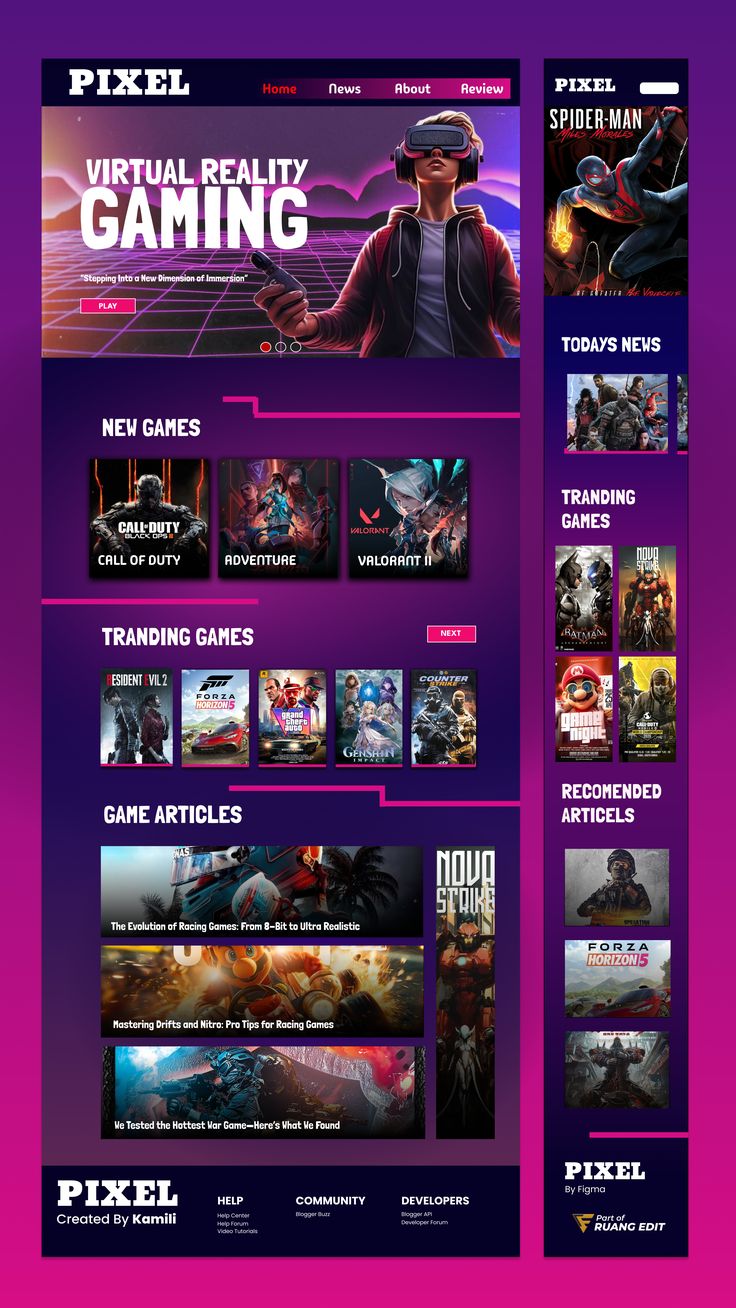 PIXEL
Home News About Review
VIRTUAL REALITY
GAMING
"Stepping Into a New Dimension of Immersion"
PLAY
NEW GAMES
CALL OF DUTY
BLACK OPS III
CALL OF DUTY
ADVENTURE
VALORANT
VALORANT II
TRANDING GAMES
NEXT
RESIDENT EVIL 2
FORZA
HORIZON 5
grand
theft
auto
GENSHIN
IMPACT
COUNTER
STRIKE
GAME ARTICLES
The Evolution of Racing Games: From 8-Bit to Ultra Realistic
Mastering Drifts and Nitro: Pro Tips for Racing Games
We Tested the Hottest War Game—Here's What We Found
NOVA
STRIKE
PIXEL
Created By Kamili
HELP
Help Center
Help Forum
Video Tutorials
COMMUNITY
Blogger Buzz
DEVELOPERS
Blogger API
Developer Forum
PIXEL
SPIDER-MAN
MILES MORALES
TODAYS NEWS
TRANDING
GAMES
BATMAN
NOVA
STRIKE
game
night
CALL OF DUTY
RECOMENDED
ARTICELS
FORZA
HORIZON 5
PIXEL
By Figma
Part of
RUANG EDIT